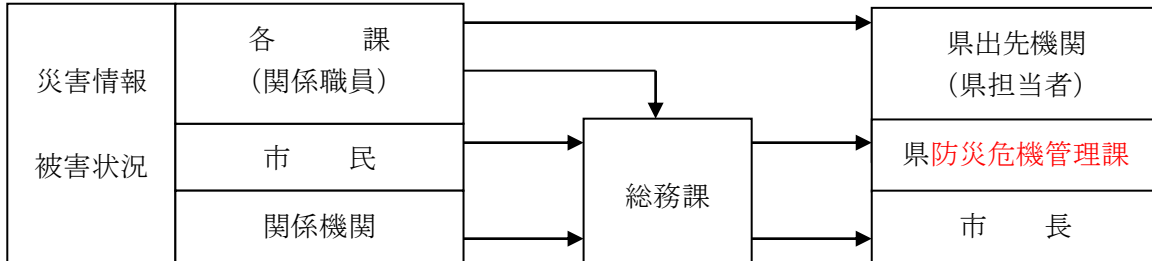 災害情報
被害状況
各　　課
（関係職員）
市　　民
関係機関
総務課
県出先機関
（県担当者）
県防災危機管理課
市　　長